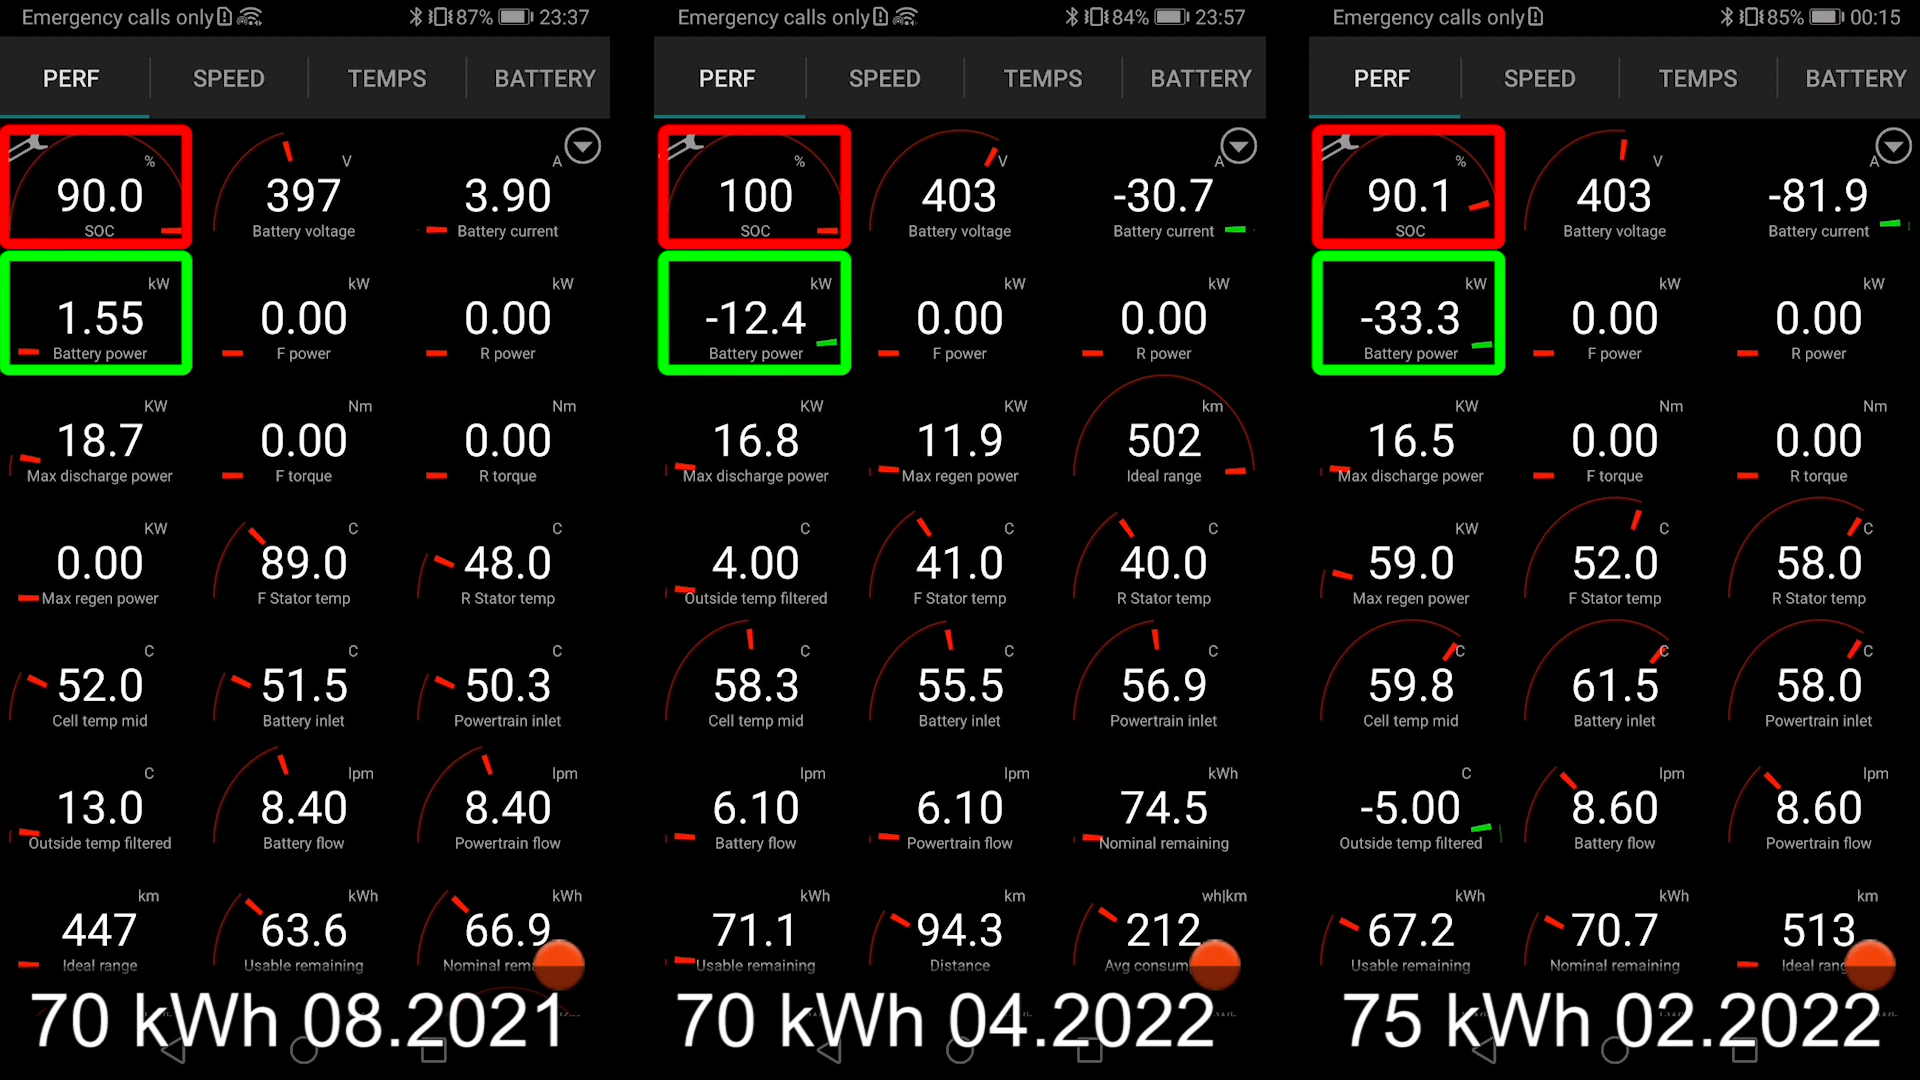 Emergency calls only 87% 23:37
PERF SPEED TEMPS BATTERY
% V A
90.0 397 3.90
SOC Battery voltage Battery current
kW kW kW
1.55 0.00 0.00
Battery power F power R power
KW Nm Nm
18.7 0.00 0.00
Max discharge power F torque R torque
KW C C
0.00 89.0 48.0
Max regen power F Stator temp R Stator temp
C C C
52.0 51.5 50.3
Cell temp mid Battery inlet Powertrain inlet
C lpm lpm
13.0 8.40 8.40
Outside temp filtered Battery flow Powertrain flow
km kWh kWh
447 63.6 66.9
Ideal range Usable remaining Nominal
70 kWh 08.2021
Emergency calls only 84% 23:57
PERF SPEED TEMPS BATTERY
% V A
100 403 -30.7
SOC Battery voltage Battery current
kW kW kW
-12.4 0.00 0.00
Battery power F power R power
KW KW km
16.8 11.9 502
Max discharge power Max regen power Ideal range
C C C
4.00 41.0 40.0
Outside temp filtered F Stator temp R Stator temp
C C C
58.3 55.5 56.9
Cell temp mid Battery inlet Powertrain inlet
lpm lpm kWh
6.10 6.10 74.5
Battery flow Powertrain flow Nominal remaining
kWh km wh|km
71.1 94.3 212
Usable remaining Distance Avg consum
70 kWh 04.2022
Emergency calls only 85% 00:15
PERF SPEED TEMPS BATTERY
% V A
90.1 403 -81.9
SOC Battery voltage Battery current
kW kW kW
-33.3 0.00 0.00
Battery power F power R power
KW Nm Nm
16.5 0.00 0.00
Max discharge power F torque R torque
KW C C
59.0 52.0 58.0
Max regen power F Stator temp R Stator temp
C C C
59.8 61.5 58.0
Cell temp mid Battery inlet Powertrain inlet
C lpm lpm
-5.00 8.60 8.60
Outside temp filtered Battery flow Powertrain flow
kWh kWh km
67.2 70.7 513
Usable remaining Nominal remaining Ideal
75 kWh 02.2022